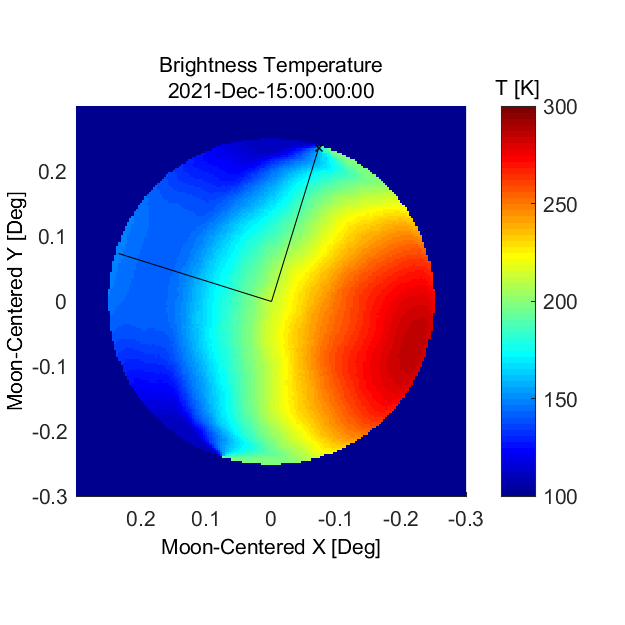 Brightness Temperature
2021-Dec-15:00:00:00:00
T [K]
300
250
200
150
100
Moon-Centered Y [Deg]
0.2
0.1
0
-0.1
-0.2
-0.3
0.2 0.1 0 -0.1 -0.2 -0.3
Moon-Centered X [Deg]